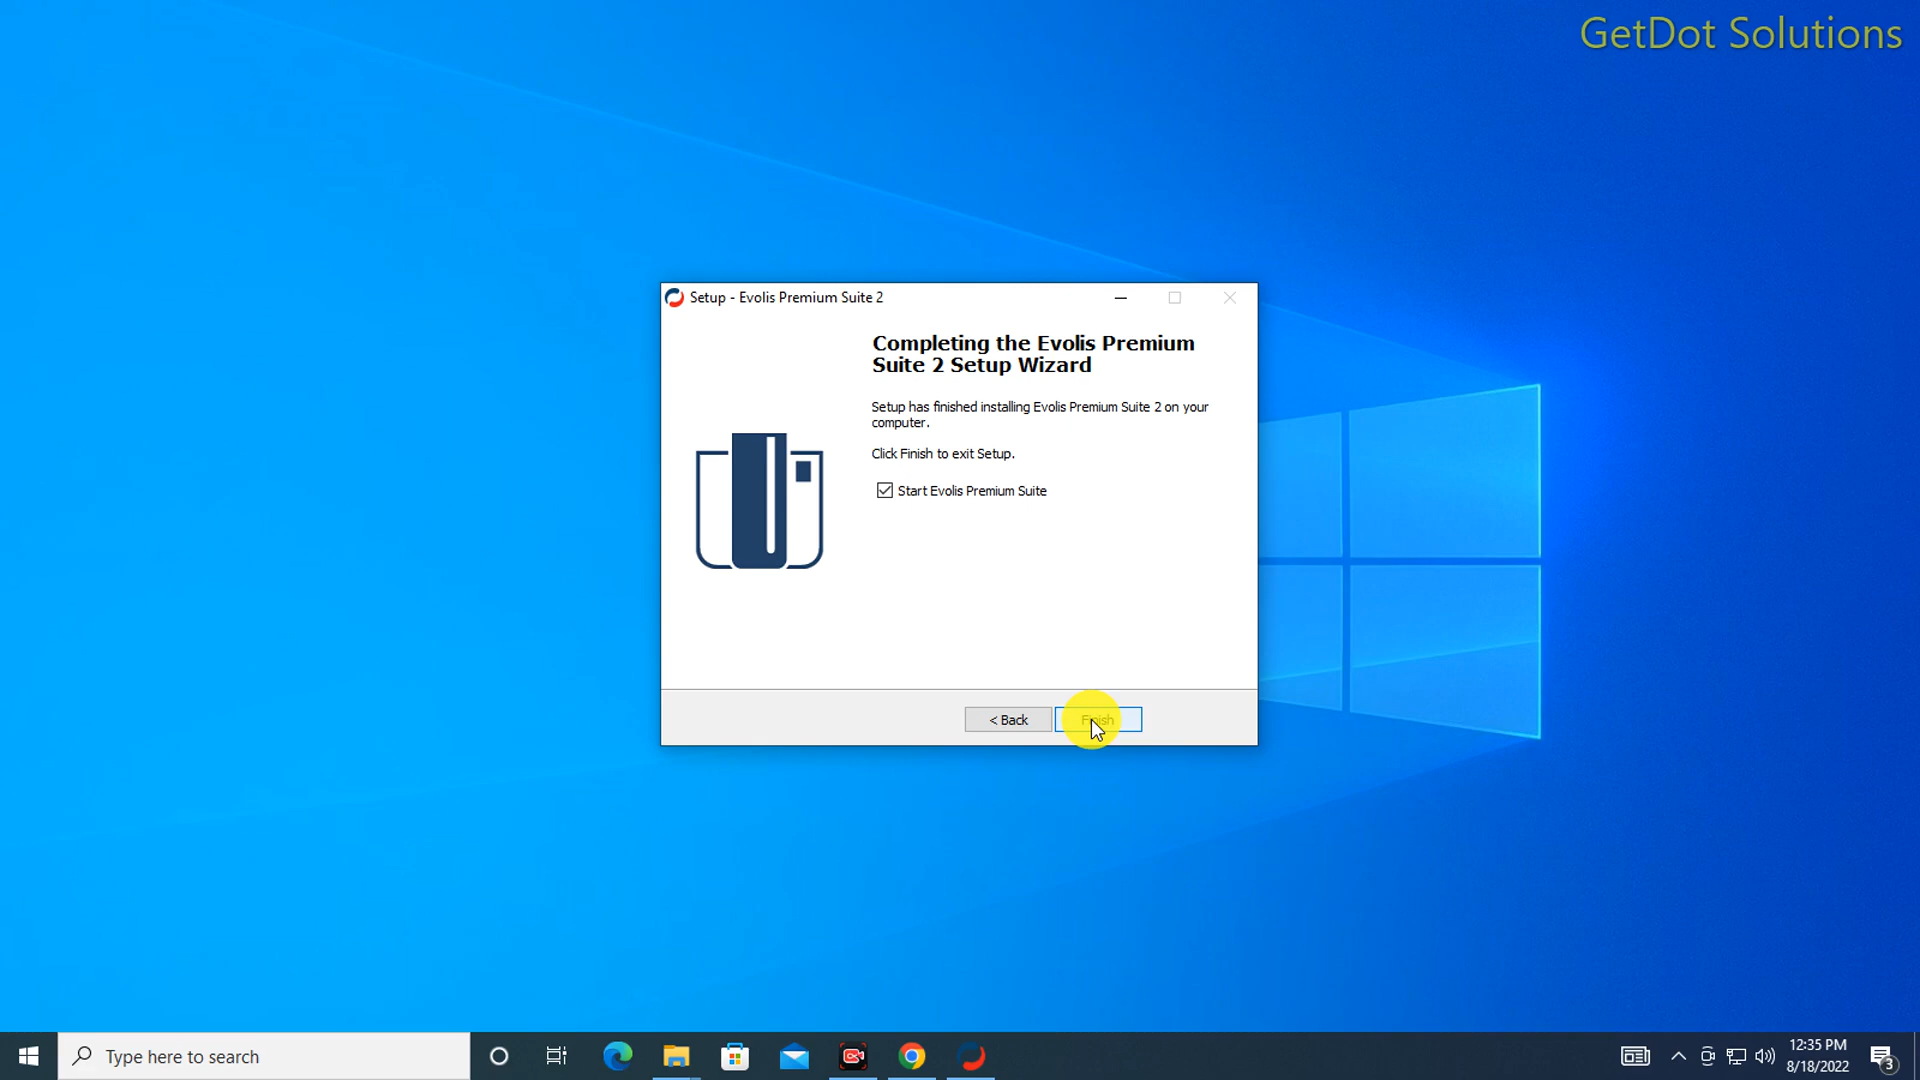 GetDot Solutions
Setup - Evolis Premium Suite 2
Completing the Evolis Premium
Suite 2 Setup Wizard
Setup has finished installing Evolis Premium Suite 2 on your
computer.
Click Finish to exit Setup.
Start Evolis Premium Suite
< Back
Finish
Type here to search
12:35 PM
8/18/2022
3